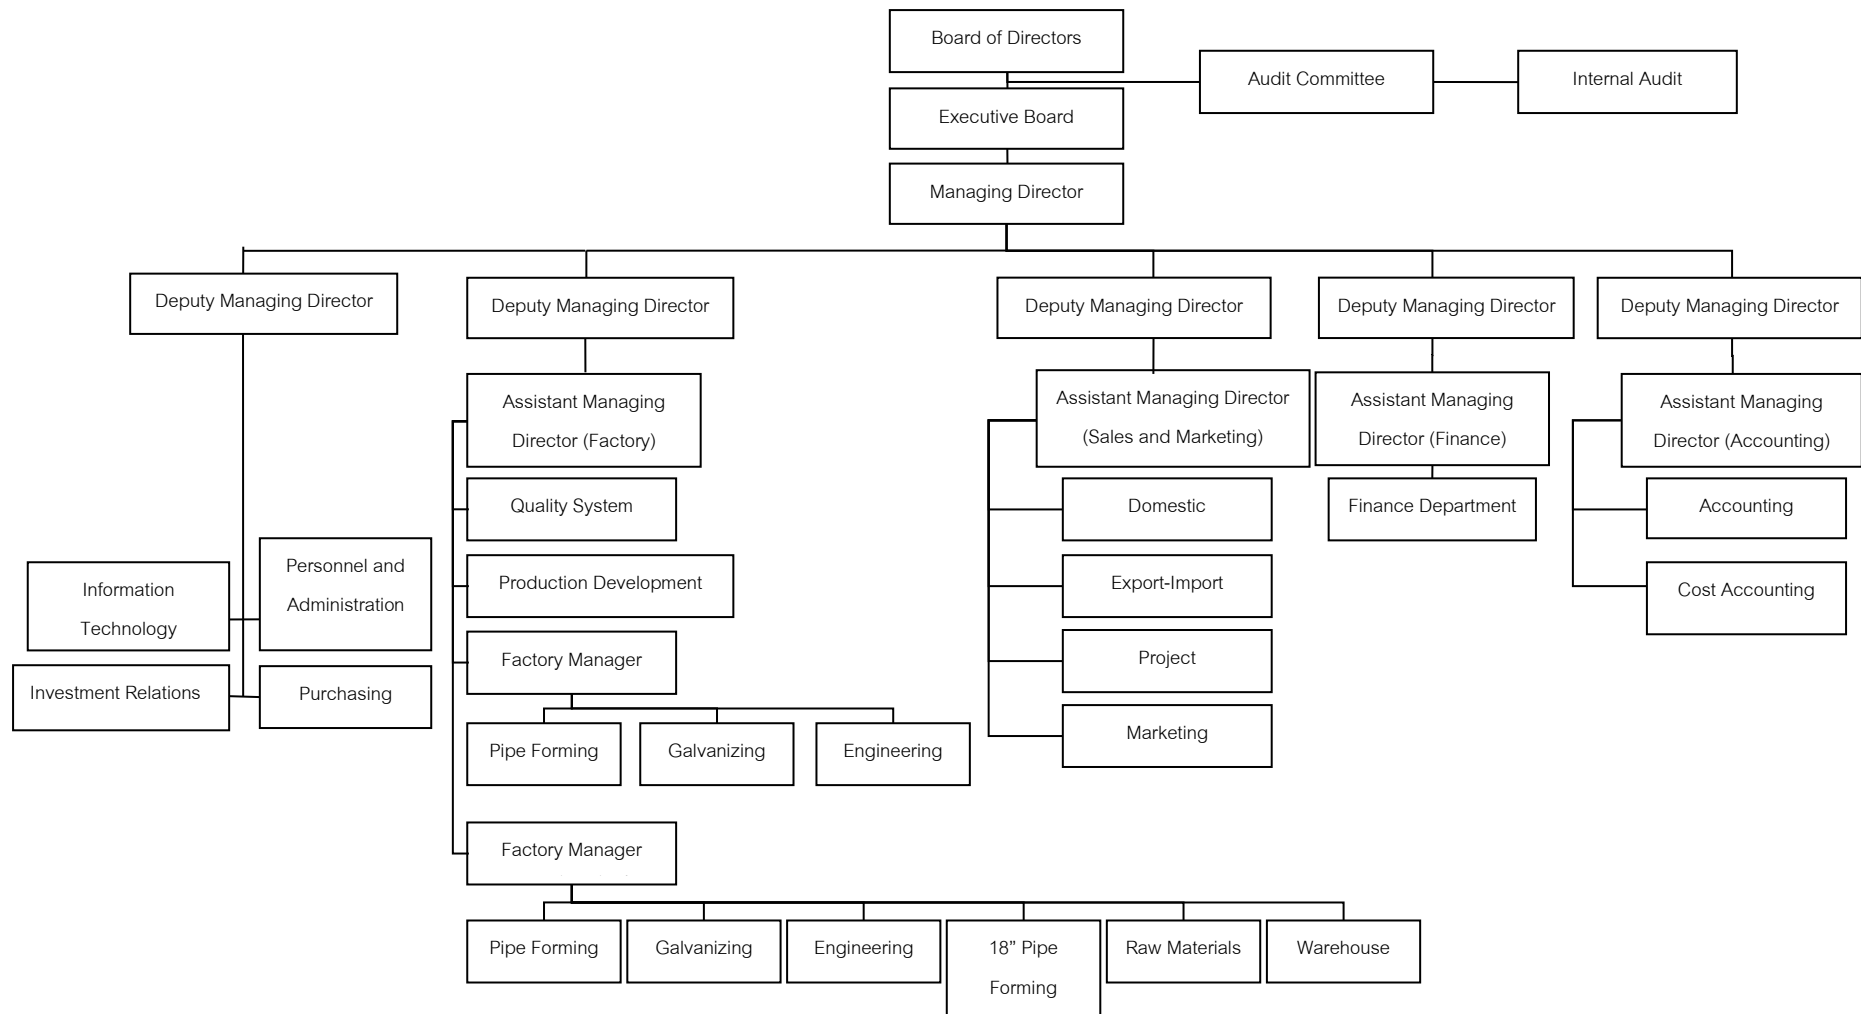 Board of Directors
Audit Committee
Internal Audit
Executive Board
Managing Director
Deputy Managing Director
Deputy Managing Director
Deputy Managing Director
Deputy Managing Director
Deputy Managing Director
Assistant Managing
Director (Factory)
Assistant Managing Director
(Sales and Marketing)
Assistant Managing
Director (Finance)
Assistant Managing
Director (Accounting)
Quality System
Domestic
Finance Department
Accounting
Information
Technology
Personnel and
Administration
Production Development
Export-Import
Cost Accounting
Investment Relations
Purchasing
Factory Manager
Project
Pipe Forming
Galvanizing
Engineering
Marketing
Factory Manager
Pipe Forming
Galvanizing
Engineering
18” Pipe
Forming
Raw Materials
Warehouse